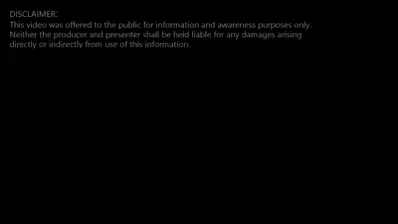 DISCLAIMER:
This video was offered to the public for information and awareness purposes only.
Neither the producer and presenter shall be held liable for any damages arising
directly or indirectly from use of this information.